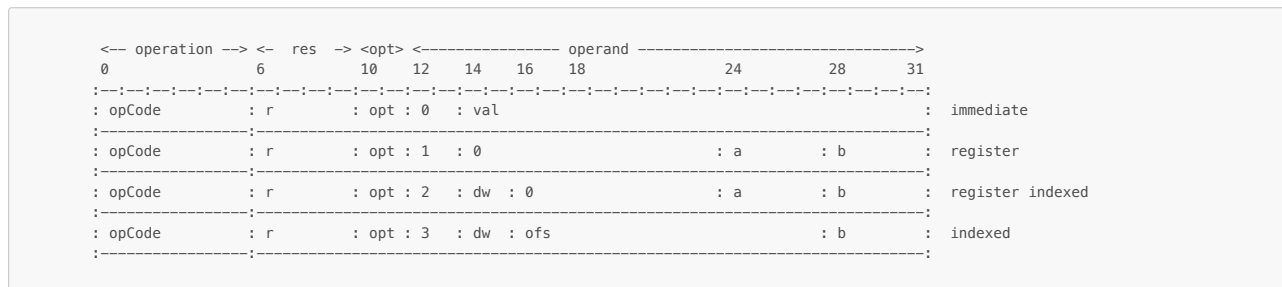 <-- operation --> <- res -> <opt> <---------------- operand ------------------------------->
0 6 10 12 14 16 18 24 28 31
:--:--:--:--:--:--:--:--:--:--:--:--:--:--:--:--:--:--:--:--:--:--:--:--:--:--:--:--:--:--:--:--:
: opCode : r : opt : 0 : val : immediate
:-----------------:-----------------------------------------------------------------------------:
: opCode : r : opt : 1 : 0 : a : b : register
:-----------------:-----------------------------------------------------------------------------:
: opCode : r : opt : 2 : dw : 0 : a : b : register indexed
:-----------------:-----------------------------------------------------------------------------:
: opCode : r : opt : 3 : dw : ofs : b : indexed
:-----------------:-----------------------------------------------------------------------------: